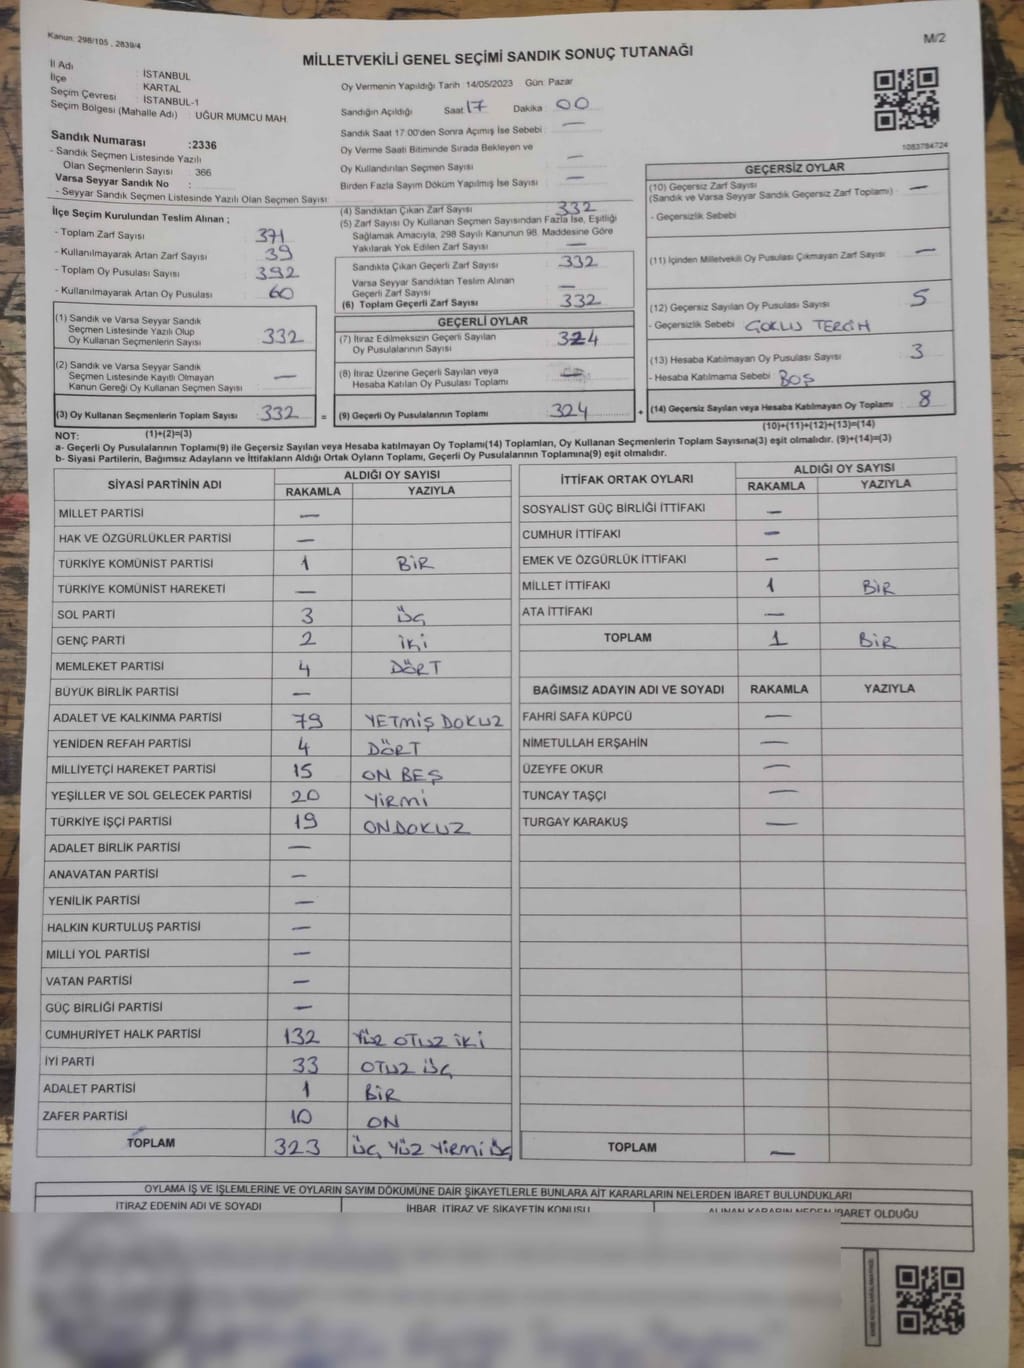 Kanun: 298/105 , 2839/4
M/2
MİLLETVEKİLİ GENEL SEÇİMİ SANDIK SONUÇ TUTANAĞI
İl Adı : İSTANBUL
İlçe : KARTAL
Seçim Çevresi : İSTANBUL-1
Seçim Bölgesi (Mahalle Adı) : UĞUR MUMCU MAH.
Oy Vermenin Yapıldığı Tarih 14/05/2023 Gün: Pazar
Sandığın Açıldığı Saat 17 Dakika 00
Sandık Saat 17:00'den Sonra Açmış İse Sebebi : —
Oy Verme Saati Bitiminde Sırada Bekleyen ve
Oy Kullandırılan Seçmen Sayısı —
Birden Fazla Sayım Döküm Yapılmış İse Sayısı —
1083784724
Sandık Numarası :2336
- Sandık Seçmen Listesinde Yazılı
Olan Seçmenlerin Sayısı : 366
Varsa Seyyar Sandık No :
- Seyyar Sandık Seçmen Listesinde Yazılı Olan Seçmen Sayısı
İlçe Seçim Kurulundan Teslim Alınan ;
- Toplam Zarf Sayısı 371
- Kullanılmayarak Artan Zarf Sayısı 39
- Toplam Oy Pusulası Sayısı 392
- Kullanılmayarak Artan Oy Pusulası 60
(1) Sandık ve Varsa Seyyar Sandık
Seçmen Listesinde Yazılı Olup
Oy Kullanan Seçmenlerin Sayısı 332
(2) Sandık ve Varsa Seyyar Sandık
Seçmen Listesinde Kayıtlı Olmayan
Kanun Gereği Oy Kullanan Seçmen Sayısı —
(3) Oy Kullanan Seçmenlerin Toplam Sayısı 332 =
(1)+(2)=(3)
(4) Sandıktan Çıkan Zarf Sayısı 332
(5) Zarf Sayısı Oy Kullanan Seçmen Sayısından Fazla İse, Eşitliği
Sağlamak Amacıyla, 298 Sayılı Kanunun 98. Maddesine Göre
Yakılarak Yok Edilen Zarf Sayısı —
Sandıkta Çıkan Geçerli Zarf Sayısı 332
Varsa Seyyar Sandıktan Teslim Alınan
Geçerli Zarf Sayısı —
(6) Toplam Geçerli Zarf Sayısı 332
GEÇERLİ OYLAR
(7) İtiraz Edilmeksizin Geçerli Sayılan
Oy Pusulalarının Sayısı 324
(8) İtiraz Üzerine Geçerli Sayılan veya
Hesaba Katılan Oy Pusulası Toplamı
(9) Geçerli Oy Pusulalarının Toplamı 324 +
GEÇERSİZ OYLAR
(10) Geçersiz Zarf Sayısı —
(Sandık ve Varsa Seyyar Sandık Geçersiz Zarf Toplamı)
- Geçersizlik Sebebi
(11) İçinden Milletvekili Oy Pusulası Çıkmayan Zarf Sayısı —
(12) Geçersiz Sayılan Oy Pusulası Sayısı 5
- Geçersizlik Sebebi ÇOKLU TERCİH
(13) Hesaba Katılmayan Oy Pusulası Sayısı 3
- Hesaba Katılmama Sebebi BOŞ
(14) Geçersiz Sayılan veya Hesaba Katılmayan Oy Toplamı 8
(10)+(11)+(12)+(13)=(14)
NOT:
a- Geçerli Oy Pusulalarının Toplamı(9) ile Geçersiz Sayılan veya Hesaba katılmayan Oy Toplamı(14) Toplamları, Oy Kullanan Seçmenlerin Toplam Sayısına(3) eşit olmalıdır. (9)+(14)=(3)
b- Siyasi Partilerin, Bağımsız Adayların ve İttifakların Aldığı Ortak Oyların Toplamı, Geçerli Oy Pusulalarının Toplamına(9) eşit olmalıdır.
SİYASİ PARTİNİN ADI ALDIĞI OY SAYISI
RAKAMLA YAZIYLA
MİLLET PARTİSİ —
HAK VE ÖZGÜRLÜKLER PARTİSİ —
TÜRKİYE KOMÜNİST PARTİSİ 1 BİR
TÜRKİYE KOMÜNİST HAREKETİ —
SOL PARTİ 3 ÜÇ
GENÇ PARTİ 2 İKİ
MEMLEKET PARTİSİ 4 DÖRT
BÜYÜK BİRLİK PARTİSİ —
ADALET VE KALKINMA PARTİSİ 79 YETMİŞ DOKUZ
YENİDEN REFAH PARTİSİ 4 DÖRT
MİLLİYETÇİ HAREKET PARTİSİ 15 ON BEŞ
YEŞİLLER VE SOL GELECEK PARTİSİ 20 YİRMİ
TÜRKİYE İŞÇİ PARTİSİ 19 ONDOKUZ
ADALET BİRLİK PARTİSİ —
ANAVATAN PARTİSİ —
YENİLİK PARTİSİ —
HALKIN KURTULUŞ PARTİSİ —
MİLLİ YOL PARTİSİ —
VATAN PARTİSİ —
GÜÇ BİRLİĞİ PARTİSİ —
CUMHURİYET HALK PARTİSİ 132 YÜZ OTUZ İKİ
İYİ PARTİ 33 OTUZ ÜÇ
ADALET PARTİSİ 1 BİR
ZAFER PARTİSİ 10 ON
TOPLAM 323 ÜÇ YÜZ YİRMİ ÜÇ
İTTİFAK ORTAK OYLARI ALDIĞI OY SAYISI
RAKAMLA YAZIYLA
SOSYALİST GÜÇ BİRLİĞİ İTTİFAKI —
CUMHUR İTTİFAKI —
EMEK VE ÖZGÜRLÜK İTTİFAKI —
MİLLET İTTİFAKI 1 BİR
ATA İTTİFAKI —
TOPLAM 1 BİR
BAĞIMSIZ ADAYIN ADI VE SOYADI RAKAMLA YAZIYLA
FAHRİ SAFA KÜPCÜ —
NİMETULLAH ERŞAHİN —
ÜZEYFE OKUR —
TUNCAY TAŞÇI —
TURGAY KARAKUŞ —
TOPLAM —
OYLAMA İŞ VE İŞLEMLERİNE VE OYLARIN SAYIM DÖKÜMÜNE DAİR ŞİKAYETLERLE BUNLARA AİT KARARLARIN NELERDEN İBARET BULUNDUKLARI
İTİRAZ EDENİN ADI VE SOYADI İHBAR, İTİRAZ VE ŞİKAYETİN KONUSU ALINAN KARARIN NEDEN İBARET OLDUĞU